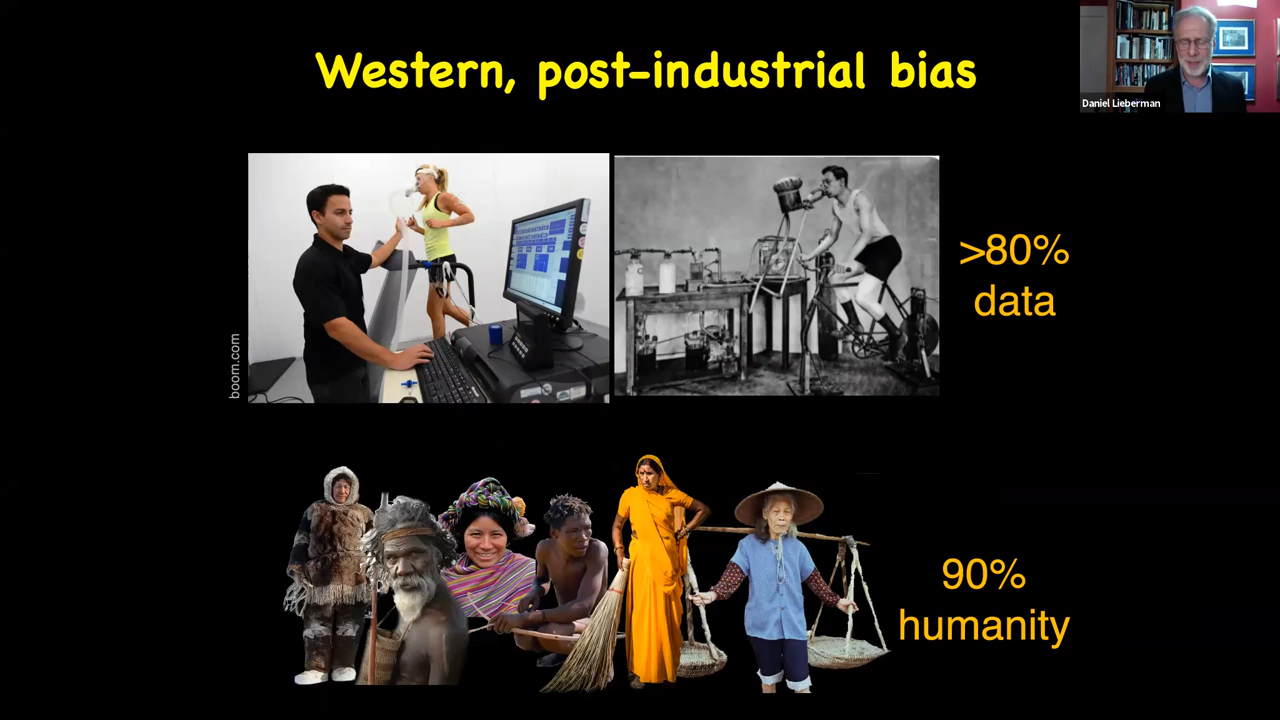 Western, post-industrial bias
Daniel Lieberman
>80%
data
boom.com
90%
humanity